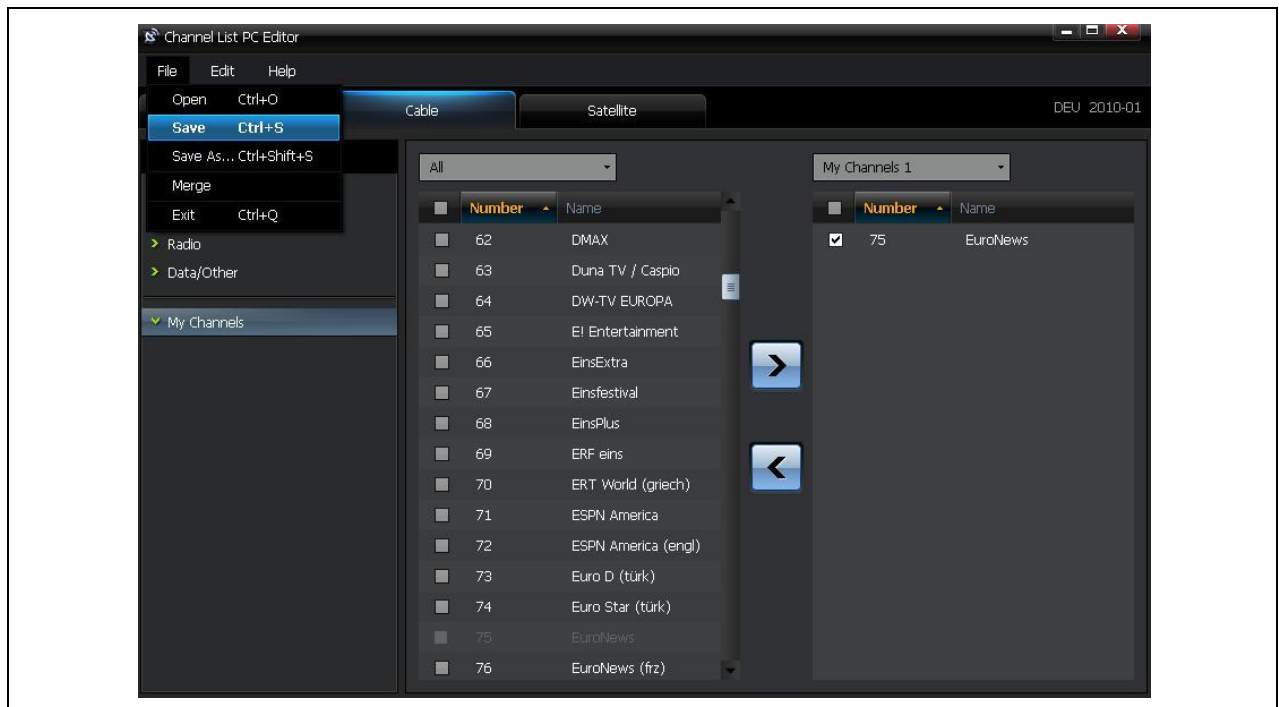 Channel List PC Editor
File Edit Help
Open Ctrl+O
Save Ctrl+S
Save As... Ctrl+Shift+S
Merge
Exit Ctrl+Q
Cable Satellite DEU 2010-01
> Radio
> Data/Other
My Channels
All
Number Name
62 DMAX
63 Duna TV / Caspio
64 DW-TV EUROPA
65 E! Entertainment
66 EinsExtra
67 Einsfestival
68 EinsPlus
69 ERF eins
70 ERT World (griech)
71 ESPN America
72 ESPN America (engl)
73 Euro D (türk)
74 Euro Star (türk)
75 EuroNews
76 EuroNews (frz)
My Channels 1
Number Name
75 EuroNews